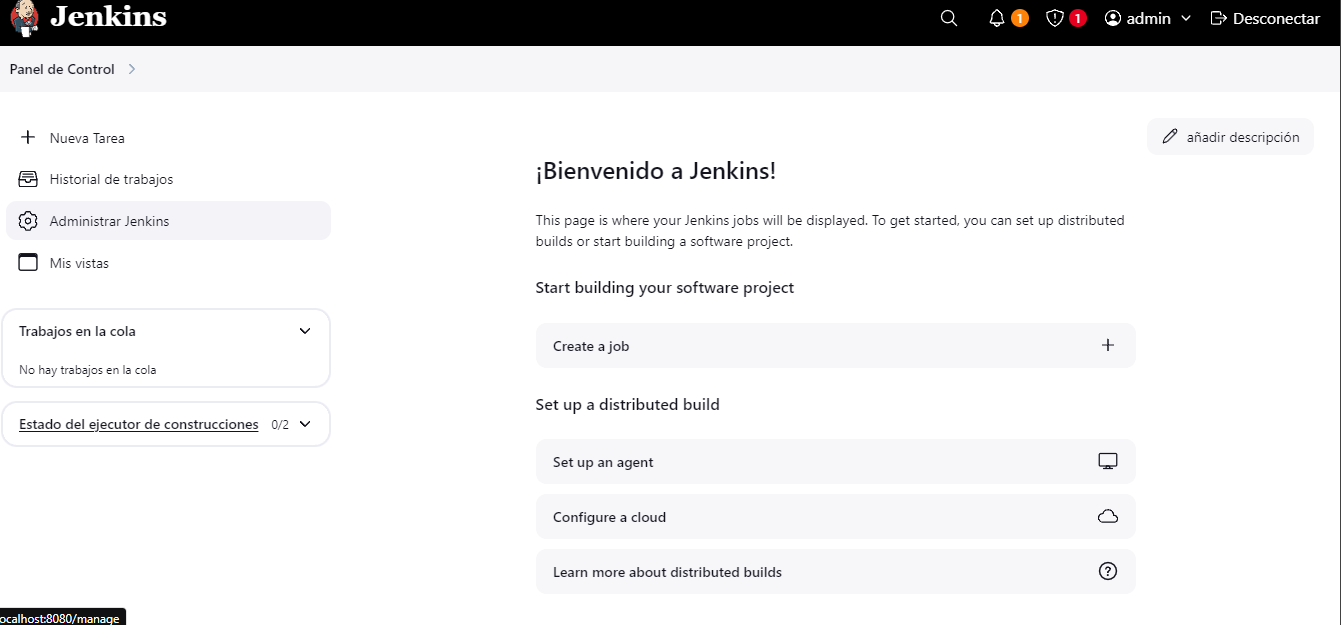 Jenkins
1
1
admin
Desconectar
Panel de Control
Nueva Tarea
Historial de trabajos
Administrar Jenkins
Mis vistas
Trabajos en la cola
No hay trabajos en la cola
Estado del ejecutor de construcciones 0/2
añadir descripción
¡Bienvenido a Jenkins!
This page is where your Jenkins jobs will be displayed. To get started, you can set up distributed
builds or start building a software project.
Start building your software project
Create a job
Set up a distributed build
Set up an agent
Configure a cloud
Learn more about distributed builds
ocalhost:8080/manage